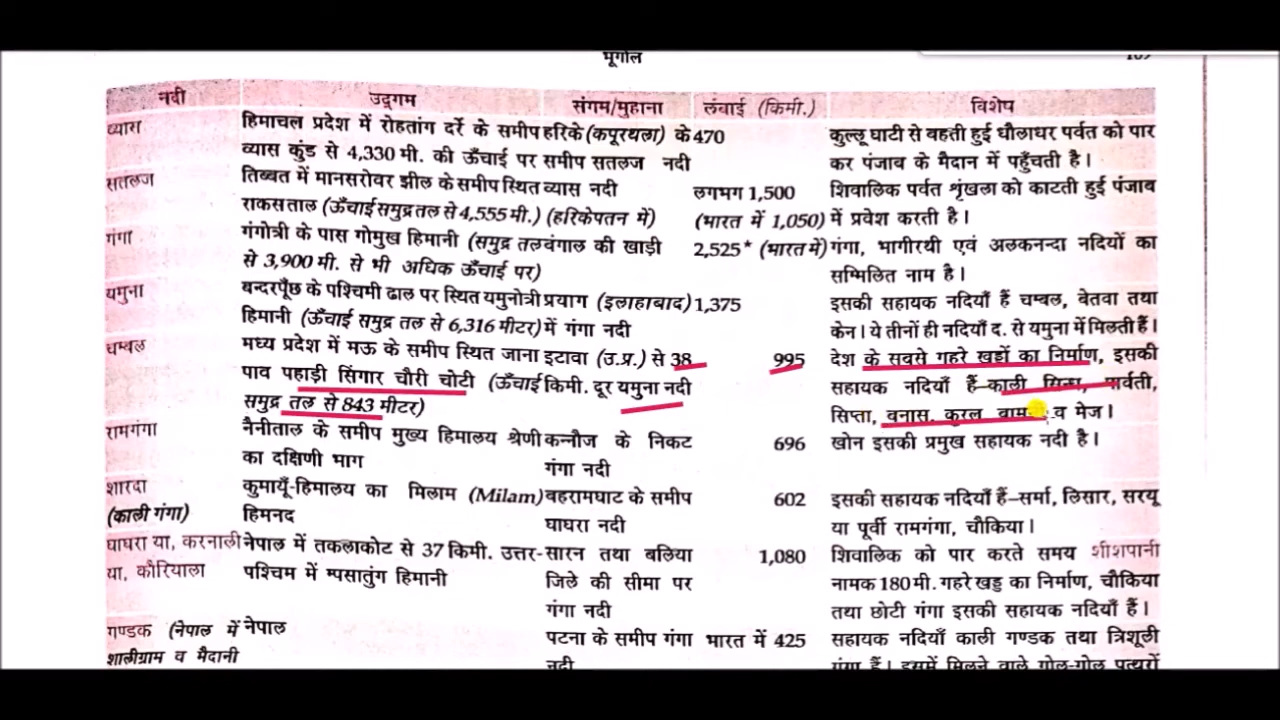 भूगोल
नदी उद्गम संगम/मुहाना लंबाई (किमी.) विशेष
व्यास हिमाचल प्रदेश में रोहतांग दर्रे के समीप हरिके (कपूरथला) के 470 कुल्लू घाटी से बहती हुई धौलाधर पर्वत को पार
व्यास कुंड से 4,330 मी. की ऊँचाई पर समीप सतलज नदी कर पंजाब के मैदान में पहुँचती है।
सतलज तिब्बत में मानसरोवर झील के समीप स्थित व्यास नदी लगभग 1,500 शिवालिक पर्वत शृंखला को काटती हुई पंजाब
राकसताल (ऊँचाई समुद्रतल से 4,555 मी.) (हरिकेपतन में) (भारत में 1,050) में प्रवेश करती है।
गंगा गंगोत्री के पास गोमुख हिमानी (समुद्र तल बंगाल की खाड़ी 2,525* (भारत में) गंगा, भागीरथी एवं अलकनन्दा नदियों का
से 3,900 मी. से भी अधिक ऊँचाई पर) सम्मिलित नाम है।
यमुना बन्दरपूँछ के पश्चिमी ढाल पर स्थित यमुनोत्री प्रयाग (इलाहाबाद) 1,375 इसकी सहायक नदियाँ हैं चम्बल, बेतवा तथा
हिमानी (ऊँचाई समुद्र तल से 6,316 मीटर) में गंगा नदी केन। ये तीनों ही नदियाँ द. से यमुना में मिलती हैं।
चम्बल मध्य प्रदेश में मऊ के समीप स्थित जाना इटावा (उ.प्र.) से 38 995 देश के सबसे गहरे खड्डों का निर्माण, इसकी
पाव पहाड़ी सिंगार चौरी चोटी (ऊँचाई किमी. दूर यमुना नदी सहायक नदियाँ हैं-काली सिन्ध, पार्वती,
समुद्र तल से 843 मीटर) सिप्ता, वनास, कुरल व मेज।
रामगंगा नैनीताल के समीप मुख्य हिमालय श्रेणी कन्नौज के निकट 696 खोन इसकी प्रमुख सहायक नदी है।
का दक्षिणी भाग गंगा नदी
शारदा कुमायूँ-हिमालय का मिलाम (Milam) बहरामघाट के समीप 602 इसकी सहायक नदियाँ हैं-सर्मा, लिसार, सरयू
(काली गंगा) हिमनद घाघरा नदी या पूर्वी रामगंगा, चौकिया।
घाघरा या, करनाली नेपाल में तकलाकोट से 37 किमी. उत्तर- सारन तथा बलिया 1,080 शिवालिक को पार करते समय शीशपानी
या, कौरियाला पश्चिम में म्पसातुंग हिमानी जिले की सीमा पर नामक 180 मी. गहरे खड्ड का निर्माण, चौकिया
गंगा नदी तथा छोटी गंगा इसकी सहायक नदियाँ हैं।
गण्डक (नेपाल में नेपाल पटना के समीप गंगा भारत में 425 सहायक नदियाँ काली गण्डक तथा त्रिशूली
शालीग्राम व मैदानी नदी गंगा हैं। इसमें मिलने वाले गोल-गोल पत्थरों